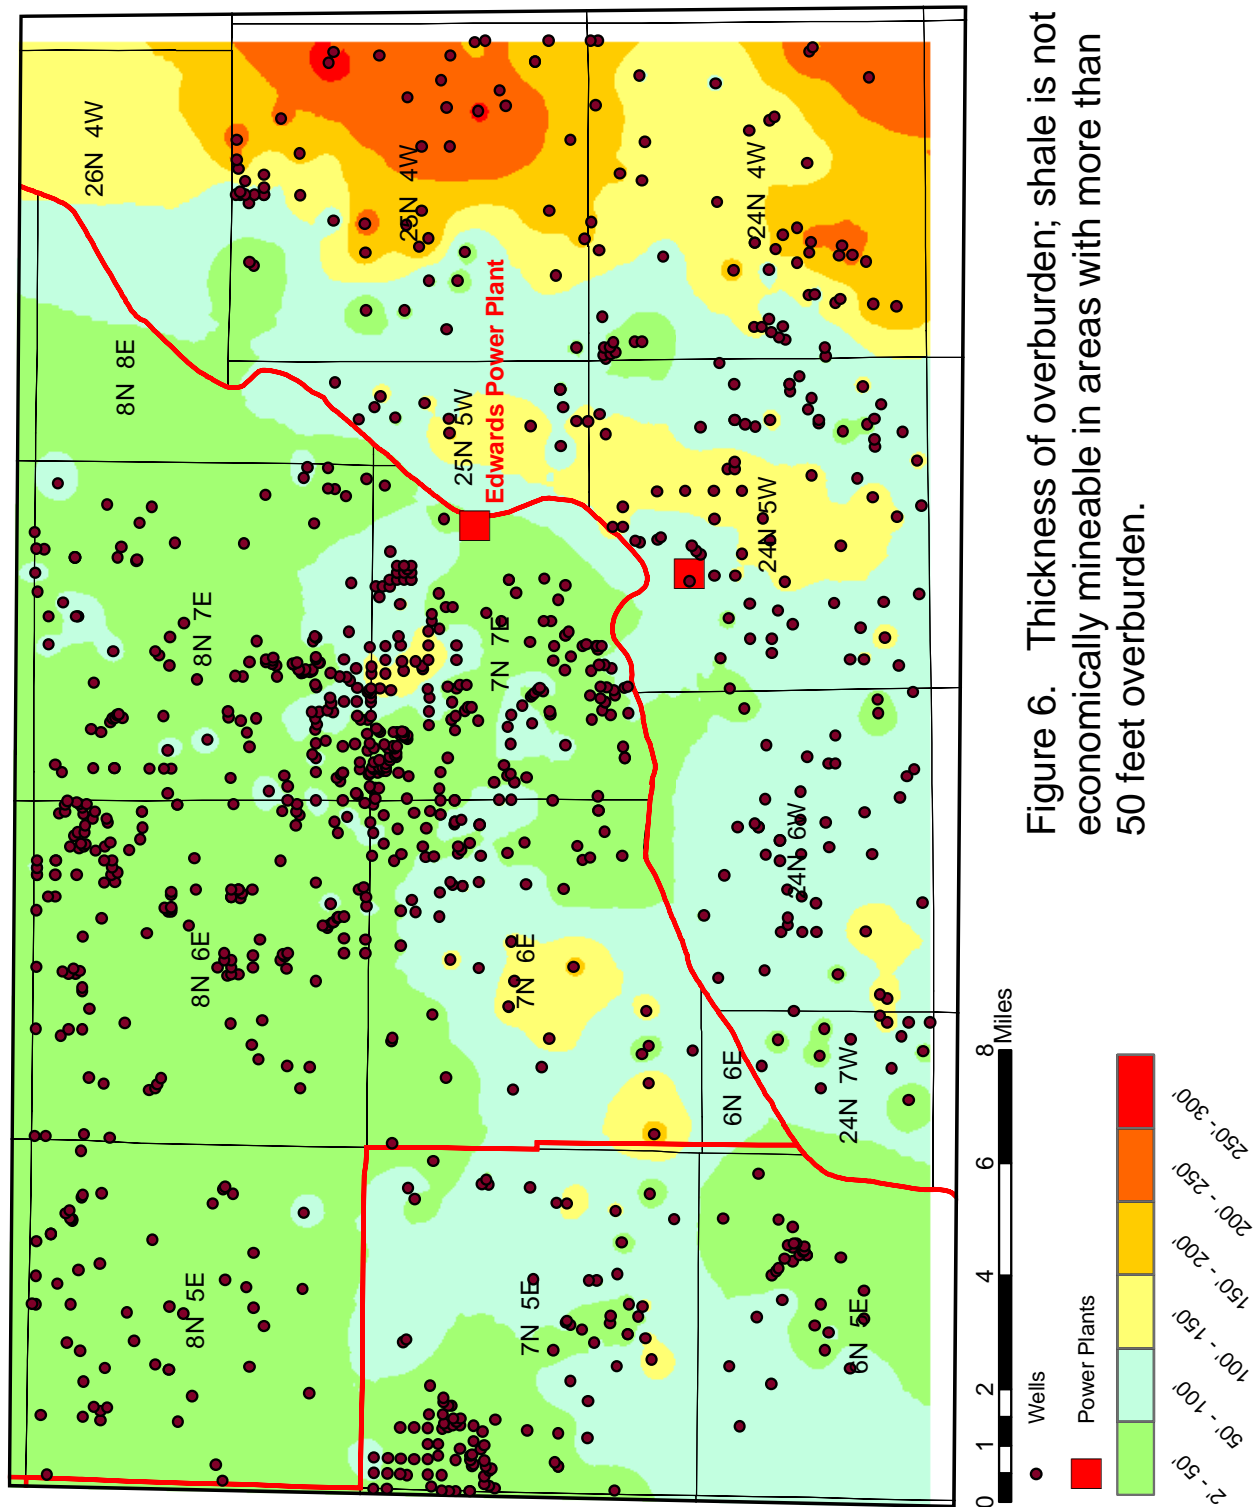 26N 4W
25N 4W
24N 4W
8N 8E
25N 5W
Edwards Power Plant
24N 5W
8N 7E
7N 7E
24N 6W
8N 6E
7N 6E
6N 6E
24N 7W
8N 5E
7N 5E
6N 5E
0 1 2 4 6 8 Miles
Wells
Power Plants
2' - 50'
50' - 100'
100' - 150'
150' - 200'
200' - 250'
250'- 300'
Figure 6. Thickness of overburden; shale is not
economically mineable in areas with more than
50 feet overburden.